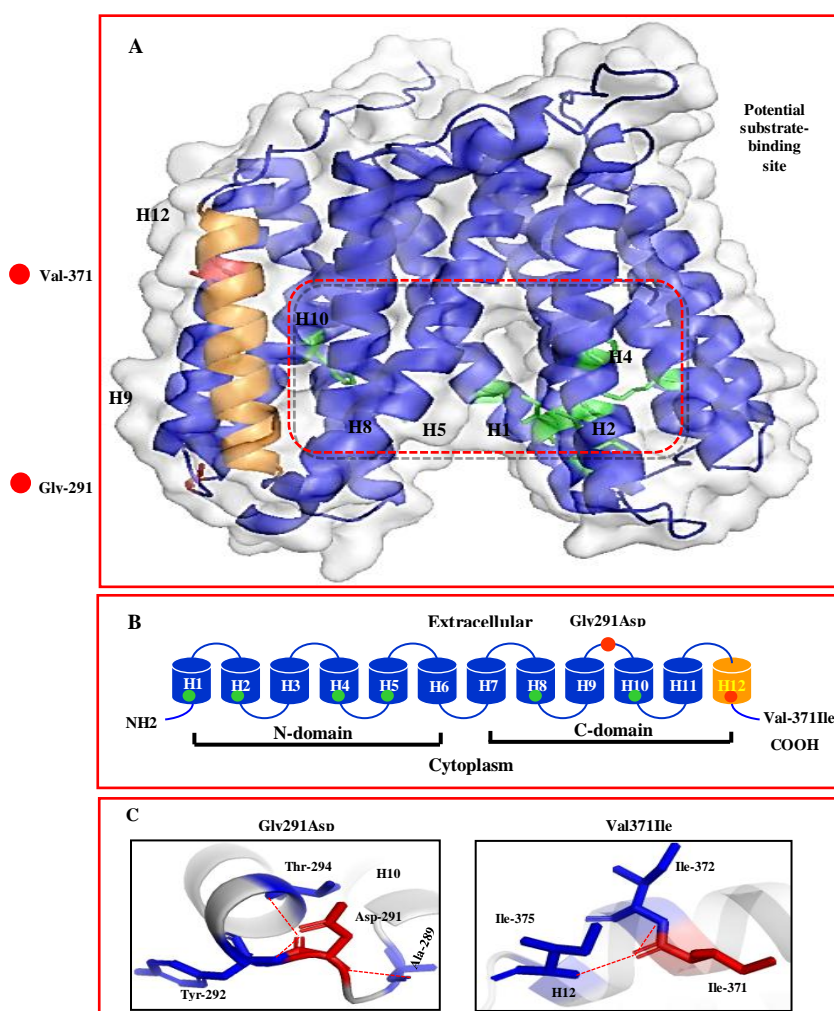 A
Potential
substrate-
binding
site
H12
Val-371
H10
H4
H9
H8
H5
H1
H2
Gly-291
B
Extracellular
Gly291Asp
H1
H2
H3
H4
H5
H6
H7
H8
H9
H10
H11
H12
NH2
Val-371Ile
N-domain
C-domain
COOH
Cytoplasm
C
Gly291Asp
Val371Ile
Thr-294
H10
Ile-372
Asp-291
Ile-375
Ala-289
Tyr-292
H12
Ile-371